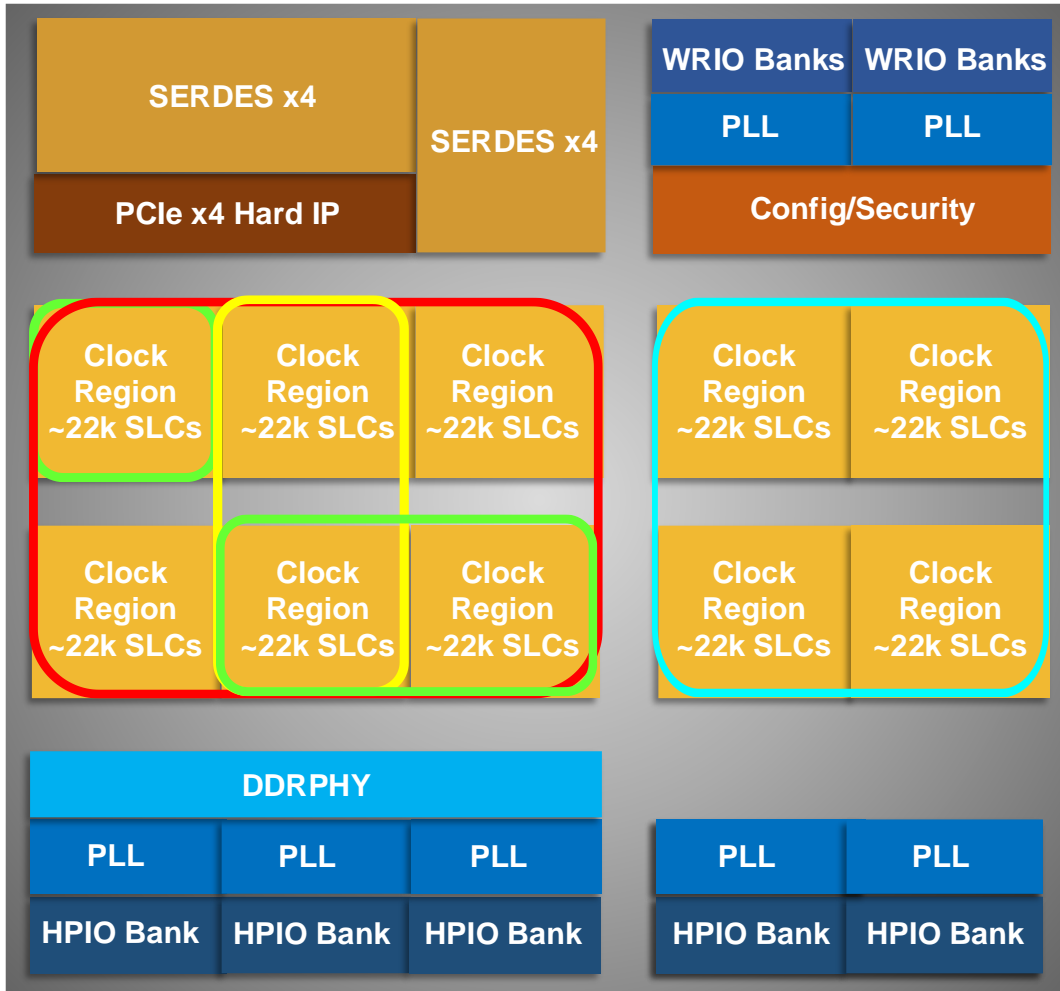 SERDES x4
SERDES x4
PCIe x4 Hard IP
WRIO Banks
WRIO Banks
PLL
PLL
Config/Security
Clock
Region
~22k SLCs
Clock
Region
~22k SLCs
Clock
Region
~22k SLCs
Clock
Region
~22k SLCs
Clock
Region
~22k SLCs
Clock
Region
~22k SLCs
Clock
Region
~22k SLCs
Clock
Region
~22k SLCs
Clock
Region
~22k SLCs
Clock
Region
~22k SLCs
DDRPHY
PLL
PLL
PLL
PLL
PLL
HPIO Bank
HPIO Bank
HPIO Bank
HPIO Bank
HPIO Bank